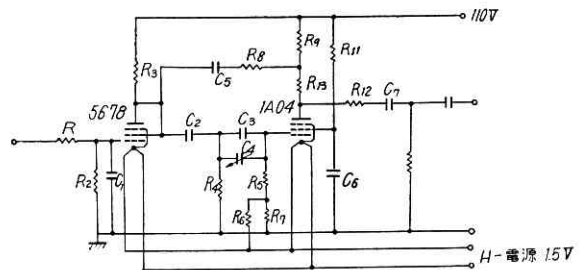 110V
R9
R11
R3
R8
C5
R13
5678
1A04
R12
C7
C2
C3
R
C4
R2
C1
R4
R5
C6
R6
R7
H-電源 1.5V